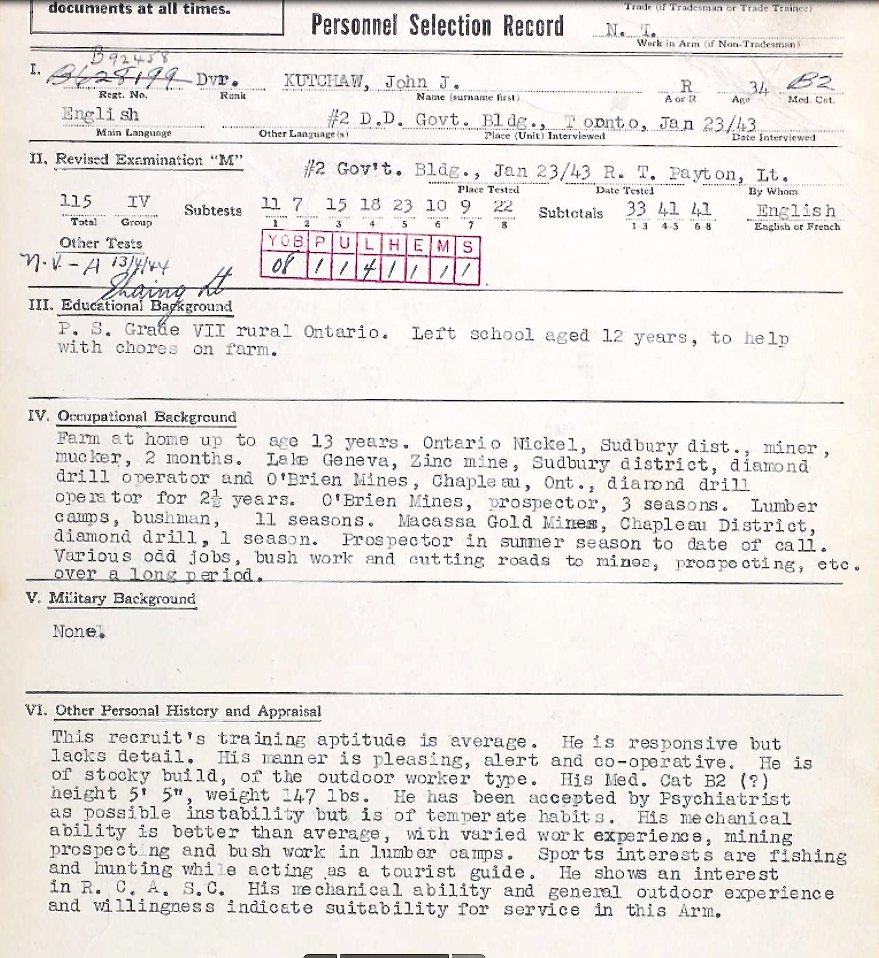 documents at all times.
Personnel Selection Record
Trade (if Tradesman or Trade Trainee)
N. T.
Work in Arm (if Non-Tradesman)
B92458
I. B628199 Dvr. KUTCHAW, John J. R 34 B2
Regt. No. Rank Name (surname first) A or R Age Med. Cat.
English #2 D.D. Govt. Bldg., Toronto, Jan 23/43
Main Language Other Language(s) Place (Unit) Interviewed Date Interviewed
II. Revised Examination "M" #2 Gov't. Bldg., Jan 23/43 R. T. Payton, Lt.
Place Tested Date Tested By Whom
115 IV Subtests 11 7 15 18 23 10 9 22 Subtotals 33 41 41 English
Total Group 1 2 3 4 5 6 7 8 1-3 4-5 6-8 English or French
Other Tests YOB P U L H E M S
N.V - A 13/4/44 08 1 1 4 1 1 1 1
Lt
III. Educational Background
P. S. Grade VII rural Ontario. Left school aged 12 years, to help
with chores on farm.
IV. Occupational Background
Farm at home up to age 13 years. Ontario Nickel, Sudbury dist., miner,
mucker, 2 months. Lake Geneva, Zinc mine, Sudbury district, diamond
drill operator and O'Brien Mines, Chapleau, Ont., diamond drill
operator for 2½ years. O'Brien Mines, prospector, 3 seasons. Lumber
camps, bushman, 11 seasons. Macassa Gold Mines, Chapleau District,
diamond drill, 1 season. Prospector in summer season to date of call.
Various odd jobs, bush work and cutting roads to mines, prospecting, etc.
over a long period.
V. Military Background
None.
VI. Other Personal History and Appraisal
This recruit's training aptitude is average. He is responsive but
lacks detail. His manner is pleasing, alert and co-operative. He is
of stocky build, of the outdoor worker type. His Med. Cat B2 (?)
height 5' 5", weight 147 lbs. He has been accepted by Psychiatrist
as possible instability but is of temperate habits. His mechanical
ability is better than average, with varied work experience, mining
prospecting and bush work in lumber camps. Sports interests are fishing
and hunting while acting as a tourist guide. He shows an interest
in R. C. A. S.C. His mechanical ability and general outdoor experience
and willingness indicate suitability for service in this Arm.